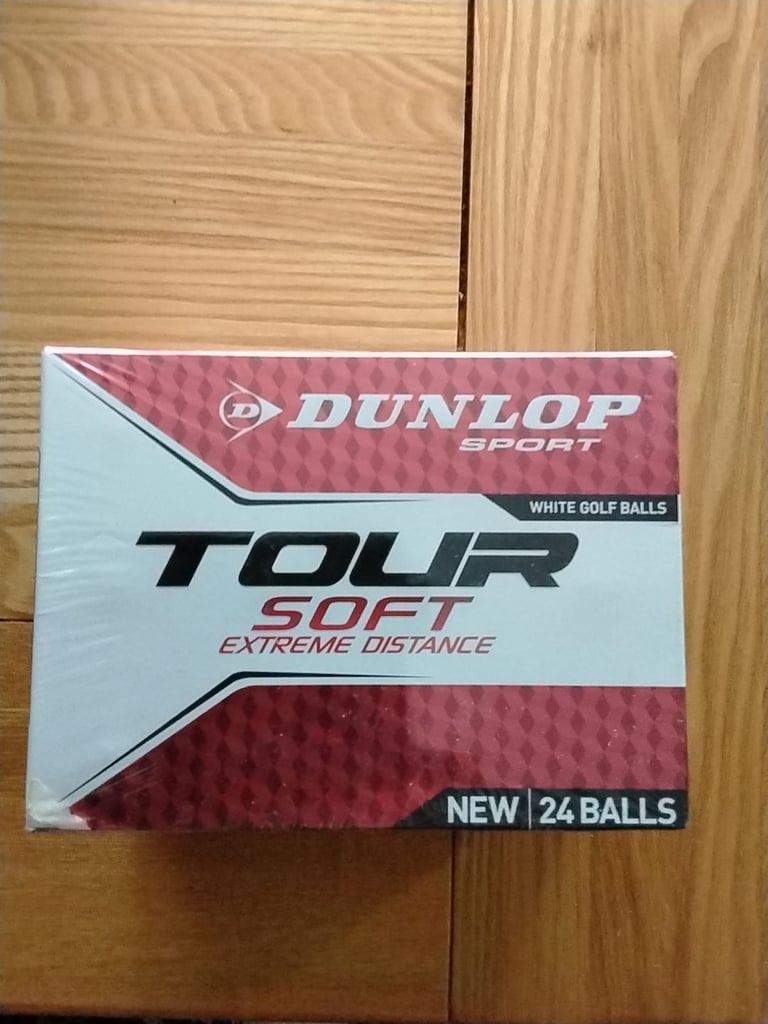 D DUNLOP
SPORT
WHITE GOLF BALLS
TOUR
SOFT
EXTREME DISTANCE
NEW | 24 BALLS